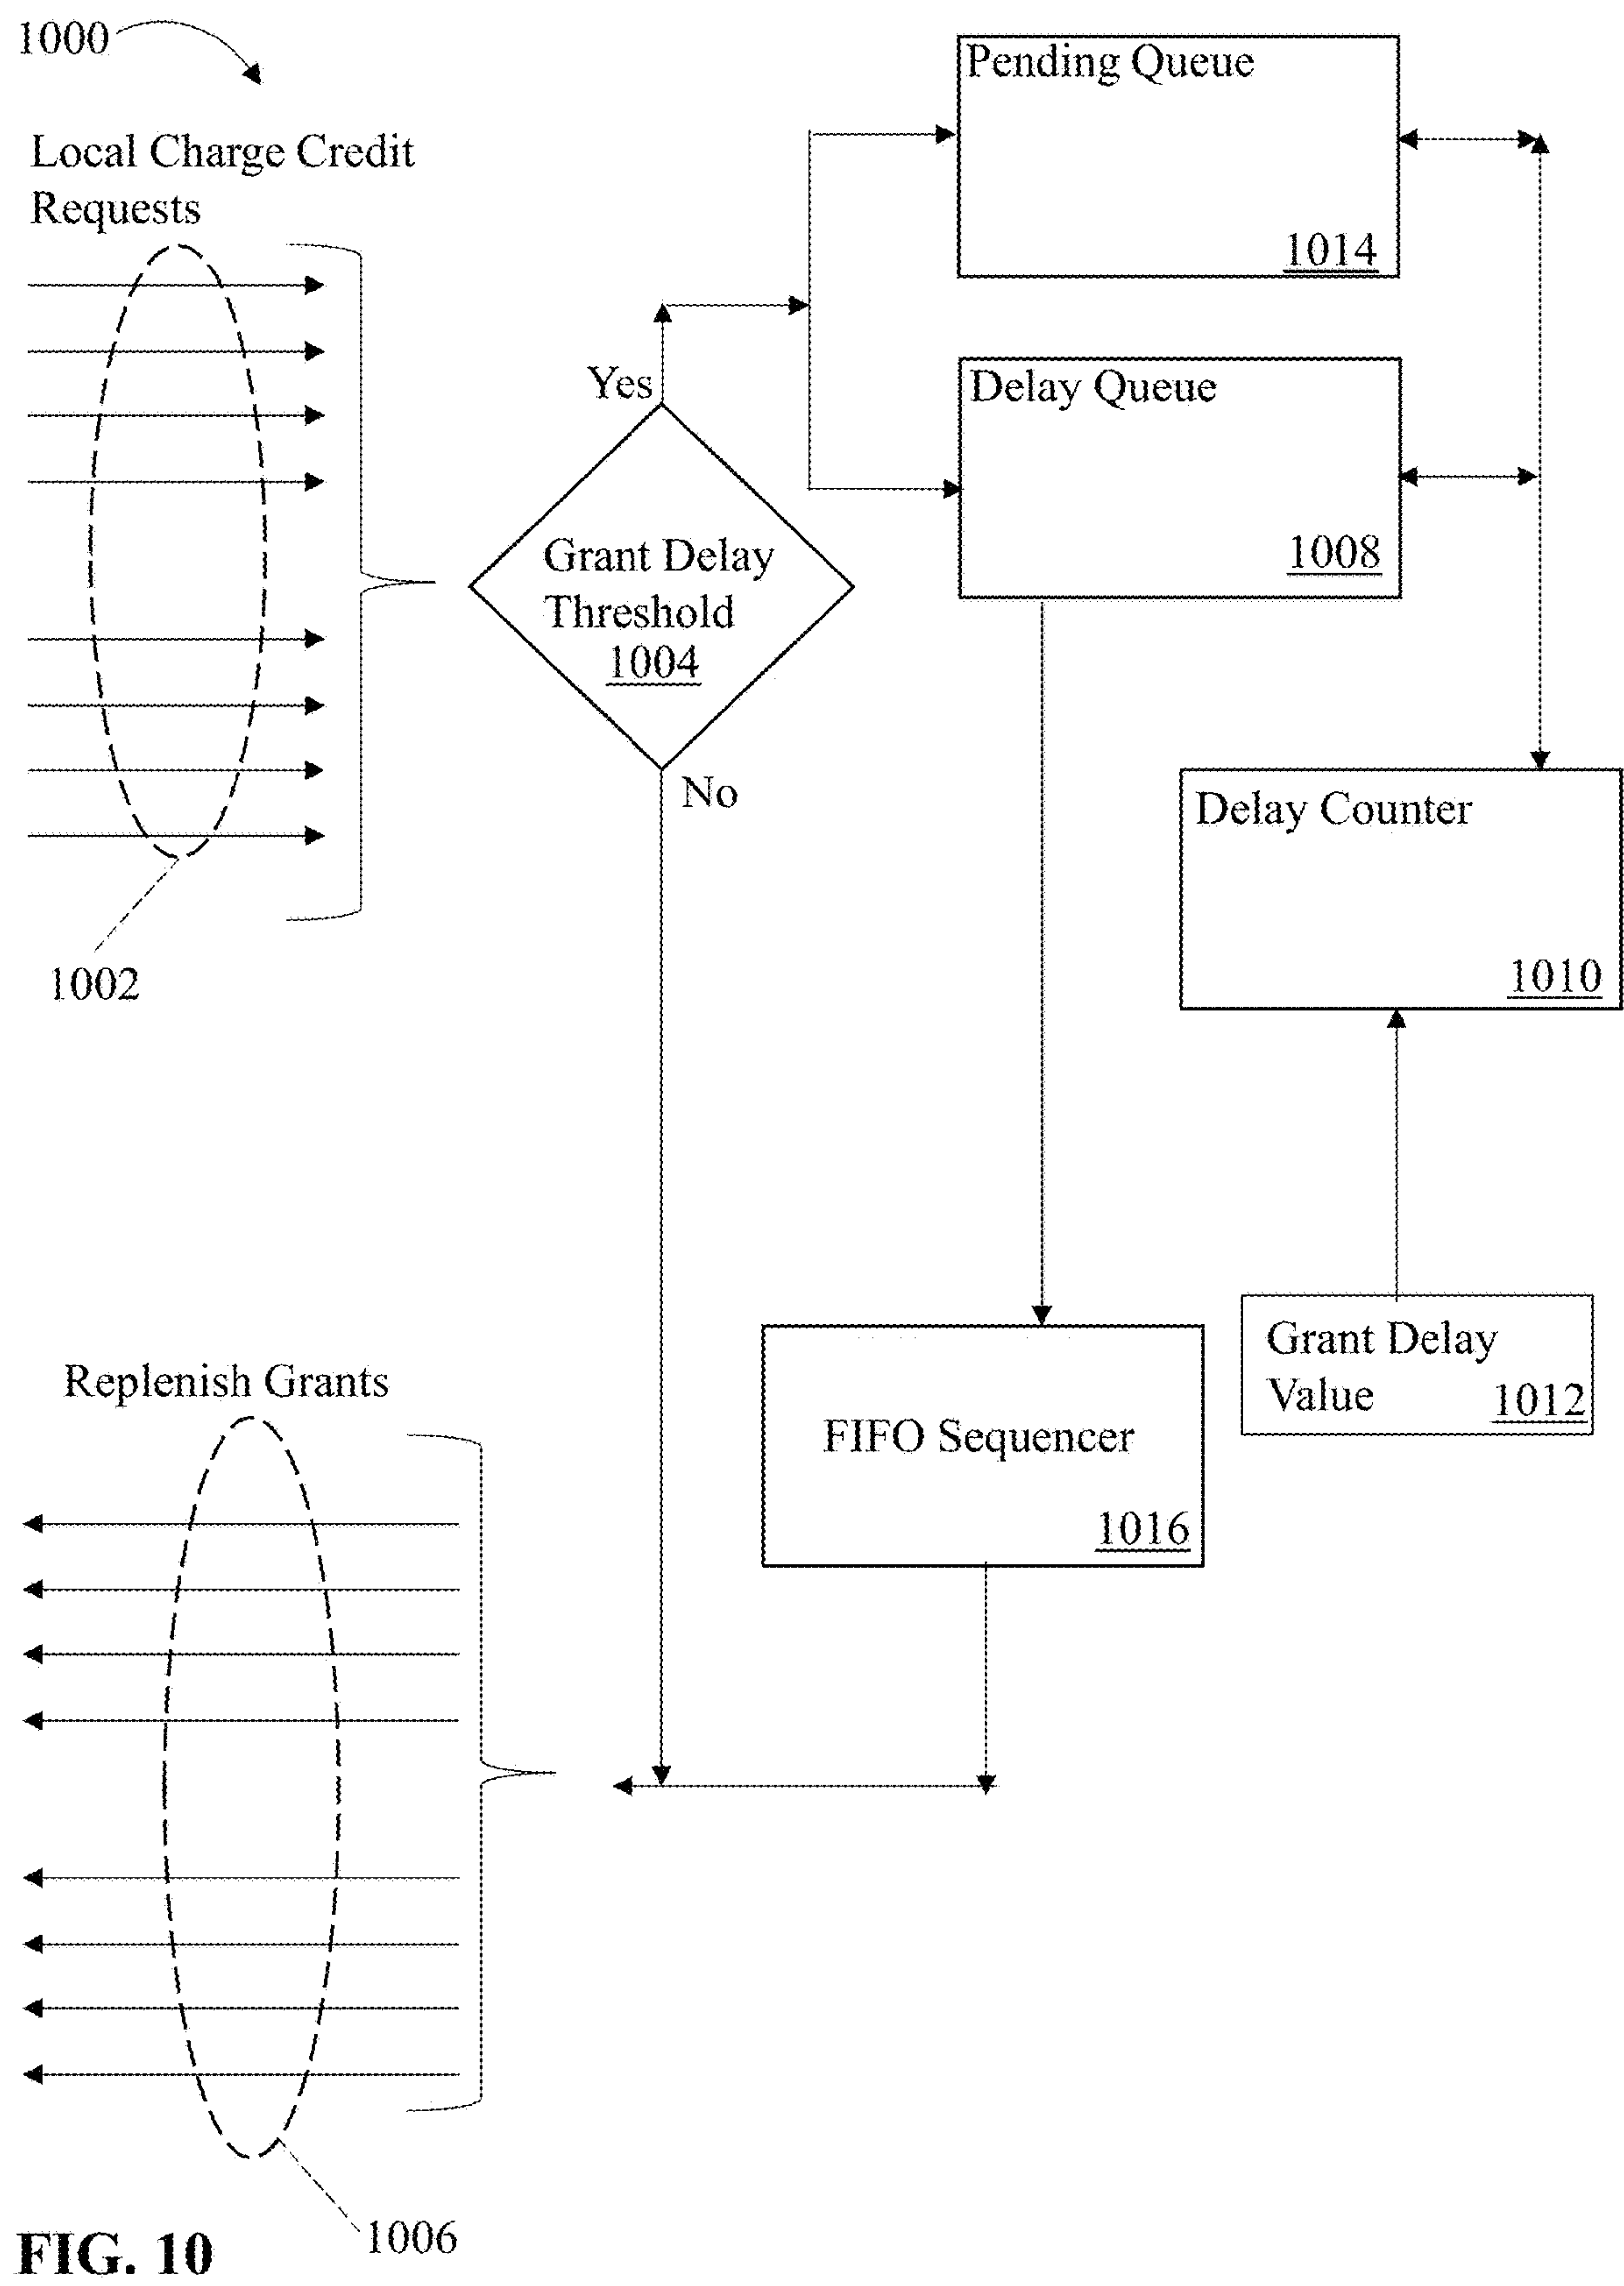 1000
Local Charge Credit
Requests
1002
Pending Queue
1014
Yes
Delay Queue
1008
Grant Delay
Threshold
1004
No
Delay Counter
1010
Grant Delay
Value
1012
FIFO Sequencer
1016
Replenish Grants
1006
FIG. 10